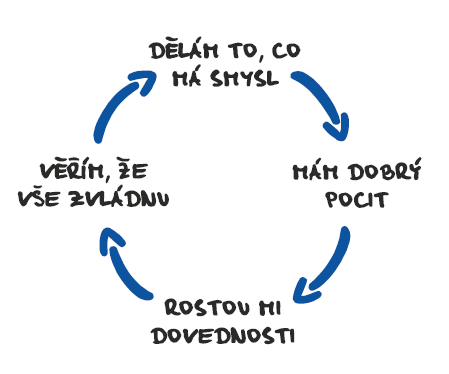 DĚLÁM TO, CO
MÁ SMYSL
MÁM DOBRÝ
POCIT
ROSTOU MI
DOVEDNOSTI
VĚŘÍM, ŽE
VŠE ZVLÁDNU